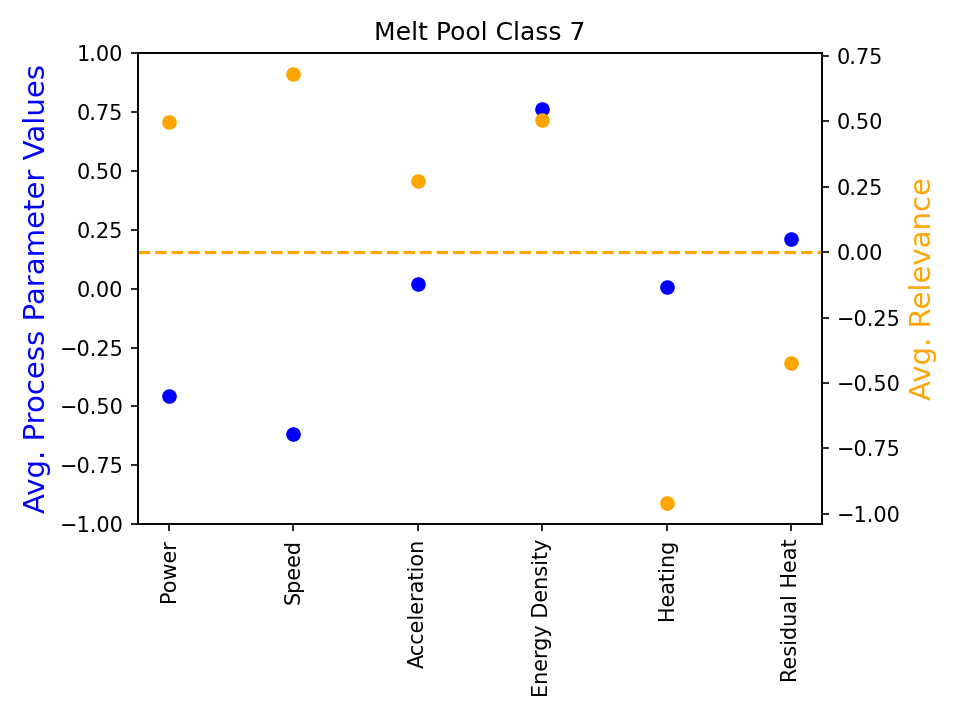 Melt Pool Class 7
Avg. Process Parameter Values
1.00
0.75
0.50
0.25
0.00
−0.25
−0.50
−0.75
−1.00
0.75
0.50
0.25
0.00
−0.25
−0.50
−0.75
−1.00
Avg. Relevance
Power
Speed
Acceleration
Energy Density
Heating
Residual Heat